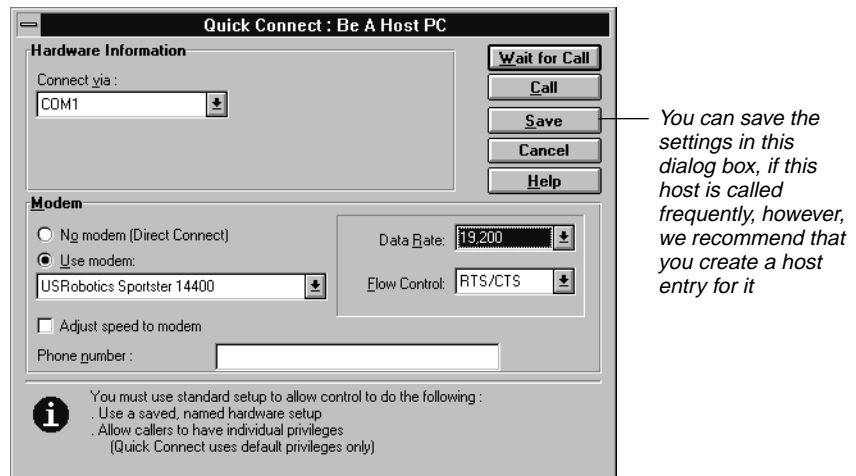 Quick Connect : Be A Host PC
Hardware Information
Connect via :
COM1
Wait for Call
Call
Save
Cancel
Help
You can save the
settings in this
dialog box, if this
host is called
frequently, however,
we recommend that
you create a host
entry for it
Modem
No modem (Direct Connect)
Use modem:
USRobotics Sportster 14400
Data Rate: 19,200
Flow Control: RTS/CTS
Adjust speed to modem
Phone number :
You must use standard setup to allow control to do the following :
. Use a saved, named hardware setup
. Allow callers to have individual privileges
(Quick Connect uses default privileges only)